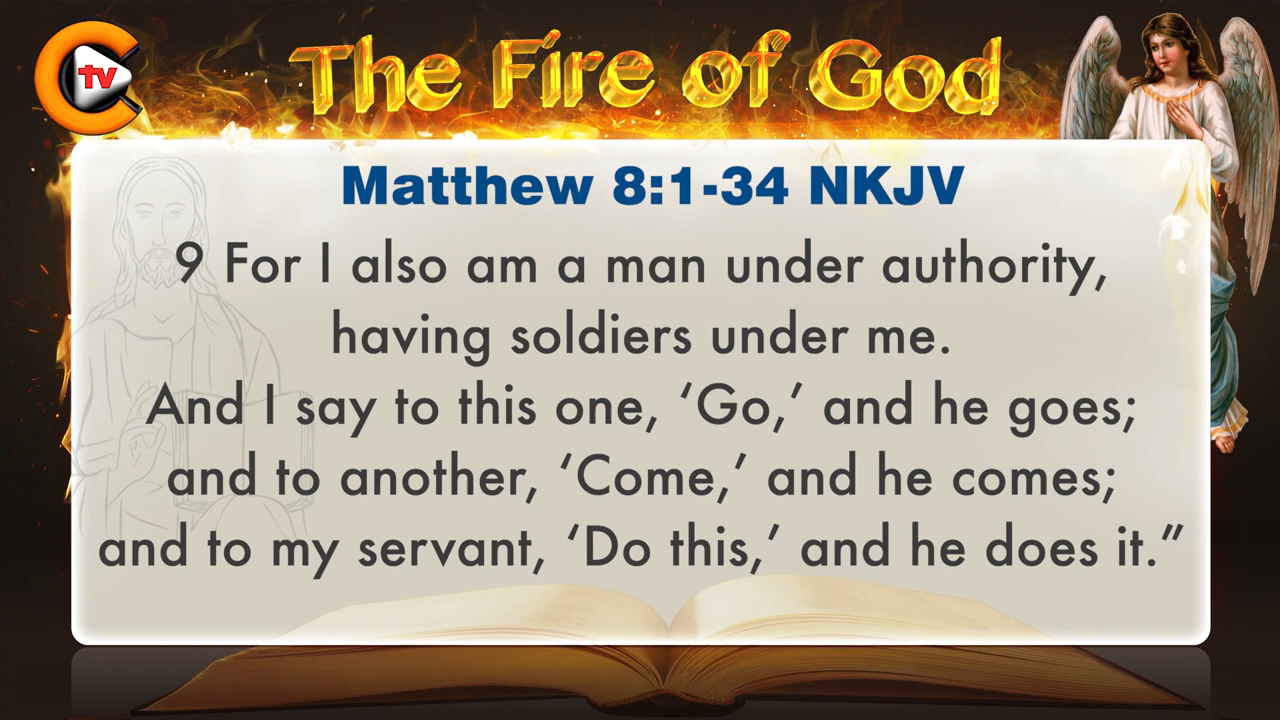 tv
The Fire of God
Matthew 8:1-34 NKJV
9 For I also am a man under authority,
having soldiers under me.
And I say to this one, ‘Go,’ and he goes;
and to another, ‘Come,’ and he comes;
and to my servant, ‘Do this,’ and he does it.”